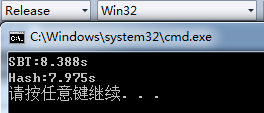 Release Win32
C:\Windows\system32\cmd.exe
C:\.
SBT:8.388s
Hash:7.975s
请按任意键继续. . .